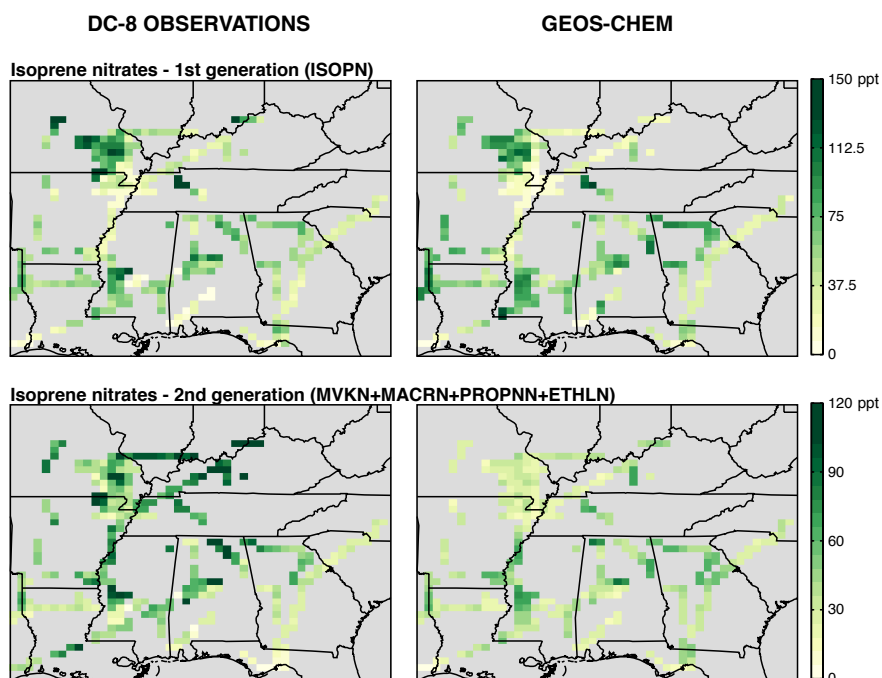 DC-8 OBSERVATIONS GEOS-CHEM
Isoprene nitrates - 1st generation (ISOPN)
150 ppt
112.5
75
37.5
0
Isoprene nitrates - 2nd generation (MVKN+MACRN+PROPNN+ETHLN)
120 ppt
90
60
30
0